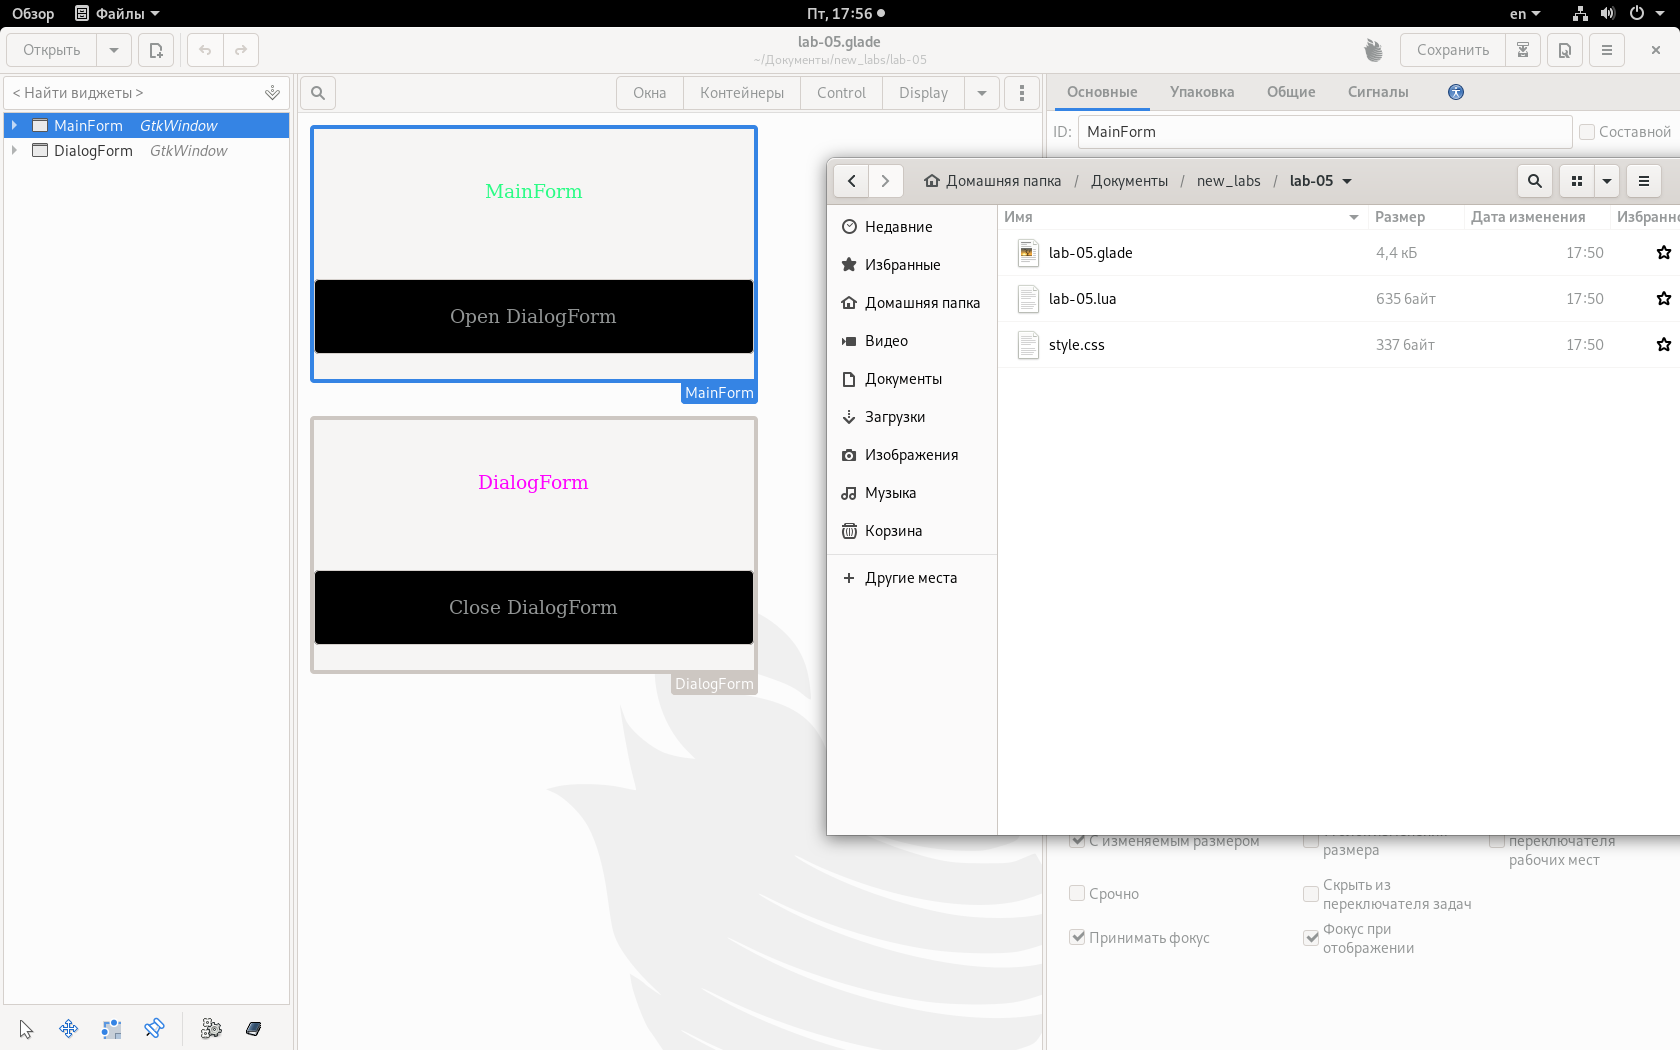 Обзор
Файлы
Пт, 17:56
en
Открыть
lab-05.glade
~/Документы/new_labs/lab-05
Сохранить
< Найти виджеты >
MainForm GtkWindow
DialogForm GtkWindow
Окна
Контейнеры
Control
Display
MainForm
Open DialogForm
MainForm
DialogForm
Close DialogForm
DialogForm
Основные
Упаковка
Общие
Сигналы
ID:
MainForm
Составной
Домашняя папка / Документы / new_labs / lab-05
Недавние
Избранные
Домашняя папка
Видео
Документы
Загрузки
Изображения
Музыка
Корзина
Другие места
Имя Размер Дата изменения Избранн
lab-05.glade 4,4 кБ 17:50
lab-05.lua 635 байт 17:50
style.css 337 байт 17:50
С изменяемым размером
размера
переключателя
рабочих мест
Срочно
Скрыть из
переключателя задач
Принимать фокус
Фокус при
отображении